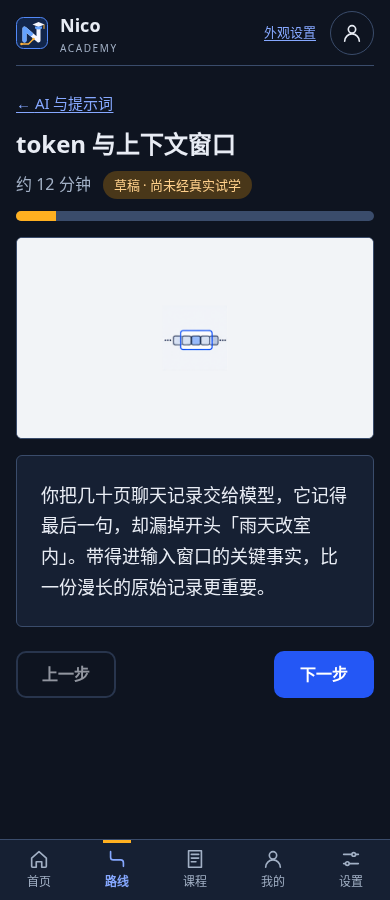 Nico
ACADEMY
外观设置
← AI 与提示词
token 与上下文窗口
约 12 分钟
草稿 · 尚未经真实试学
你把几十页聊天记录交给模型，它记得
最后一句，却漏掉开头「雨天改室
内」。带得进输入窗口的关键事实，比
一份漫长的原始记录更重要。
上一步
下一步
首页
路线
课程
我的
设置